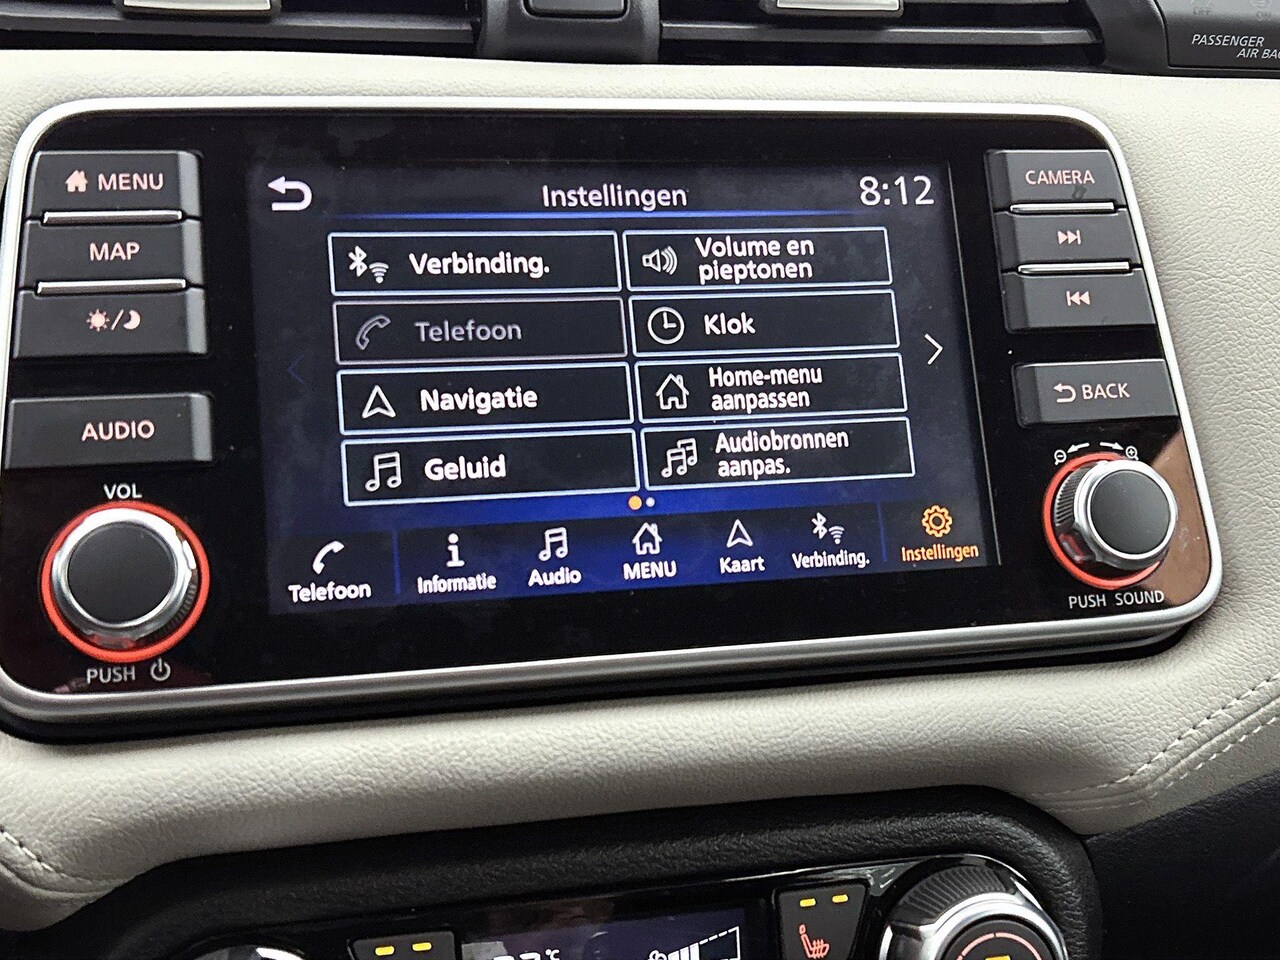 PASSENGER
AIR BAG
MENU
MAP
AUDIO
VOL
PUSH
Instellingen
8:12
Verbinding.
Volume en
pieptonen
Telefoon
Klok
Navigatie
Home-menu
aanpassen
Geluid
Audiobronnen
aanpas.
Telefoon
Informatie
Audio
MENU
Kaart
Verbinding.
Instellingen
CAMERA
BACK
PUSH SOUND
°C